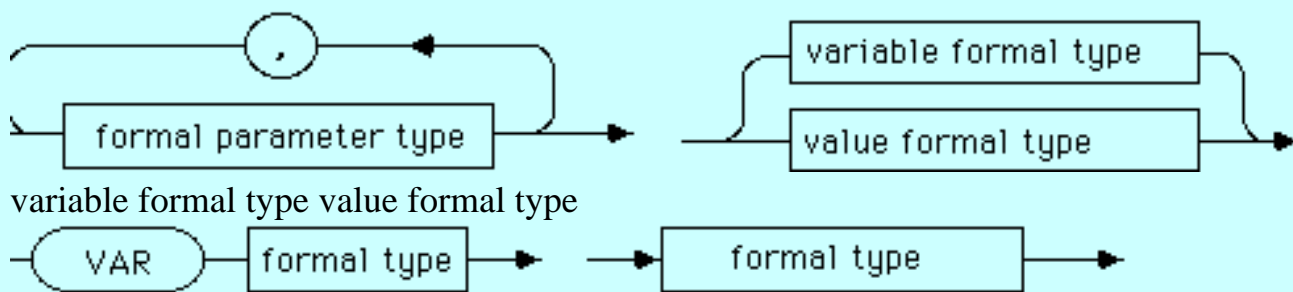 ,
variable formal type
formal parameter type
value formal type
variable formal type value formal type
VAR formal type formal type